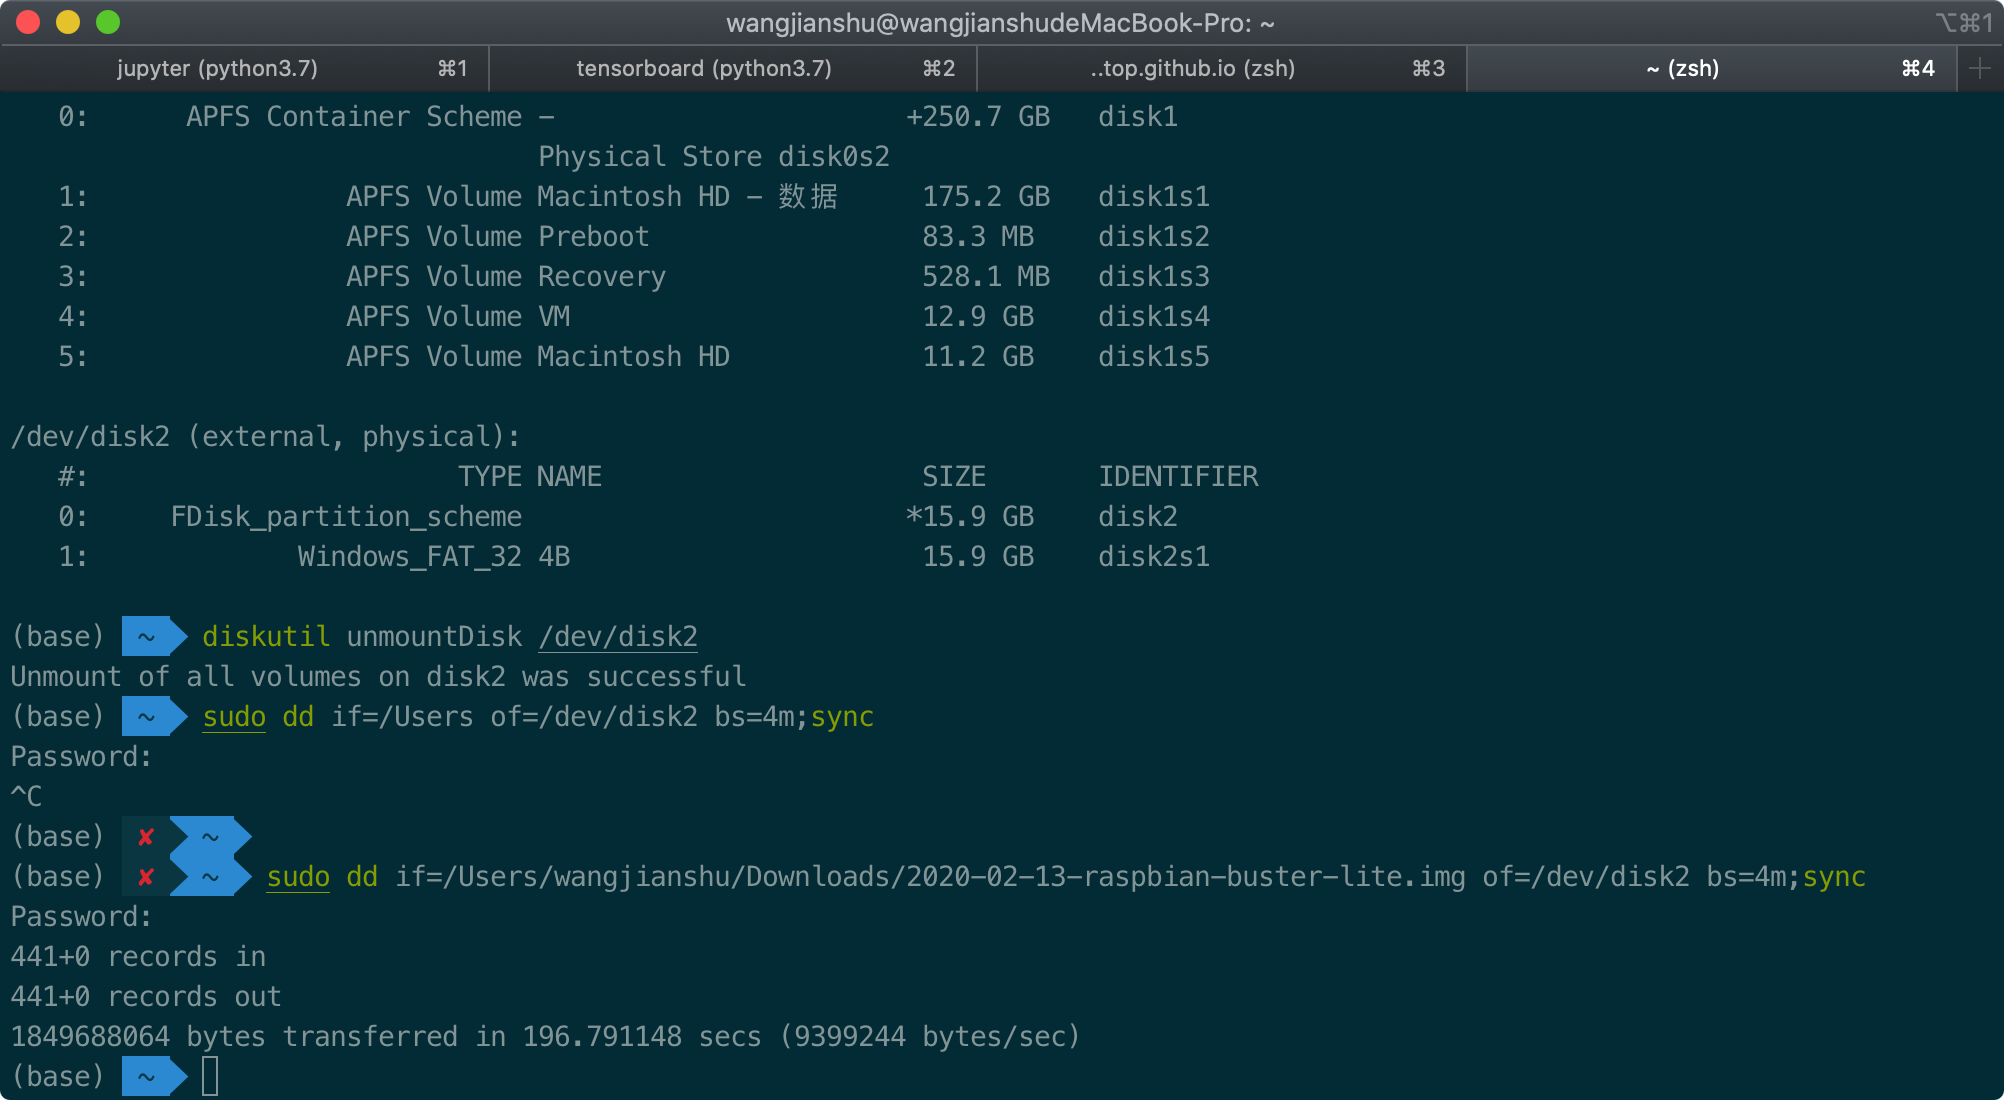 wangjianshu@wangjianshudeMacBook-Pro: ~ ⌥⌘1
jupyter (python3.7) ⌘1 tensorboard (python3.7) ⌘2 ..top.github.io (zsh) ⌘3 ~ (zsh) ⌘4 +
0: APFS Container Scheme - +250.7 GB disk1
Physical Store disk0s2
1: APFS Volume Macintosh HD - 数据 175.2 GB disk1s1
2: APFS Volume Preboot 83.3 MB disk1s2
3: APFS Volume Recovery 528.1 MB disk1s3
4: APFS Volume VM 12.9 GB disk1s4
5: APFS Volume Macintosh HD 11.2 GB disk1s5
/dev/disk2 (external, physical):
#: TYPE NAME SIZE IDENTIFIER
0: FDisk_partition_scheme *15.9 GB disk2
1: Windows_FAT_32 4B 15.9 GB disk2s1
(base) ~ diskutil unmountDisk /dev/disk2
Unmount of all volumes on disk2 was successful
(base) ~ sudo dd if=/Users of=/dev/disk2 bs=4m;sync
Password:
^C
(base) ✘ ~
(base) ✘ ~ sudo dd if=/Users/wangjianshu/Downloads/2020-02-13-raspbian-buster-lite.img of=/dev/disk2 bs=4m;sync
Password:
441+0 records in
441+0 records out
1849688064 bytes transferred in 196.791148 secs (9399244 bytes/sec)
(base) ~